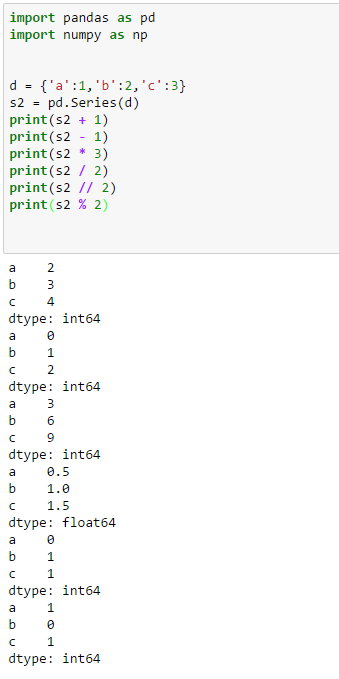 import pandas as pd
import numpy as np
d = {'a':1,'b':2,'c':3}
s2 = pd.Series(d)
print(s2 + 1)
print(s2 - 1)
print(s2 * 3)
print(s2 / 2)
print(s2 // 2)
print(s2 % 2)
a    2
b    3
c    4
dtype: int64
a    0
b    1
c    2
dtype: int64
a    3
b    6
c    9
dtype: int64
a    0.5
b    1.0
c    1.5
dtype: float64
a    0
b    1
c    1
dtype: int64
a    1
b    0
c    1
dtype: int64